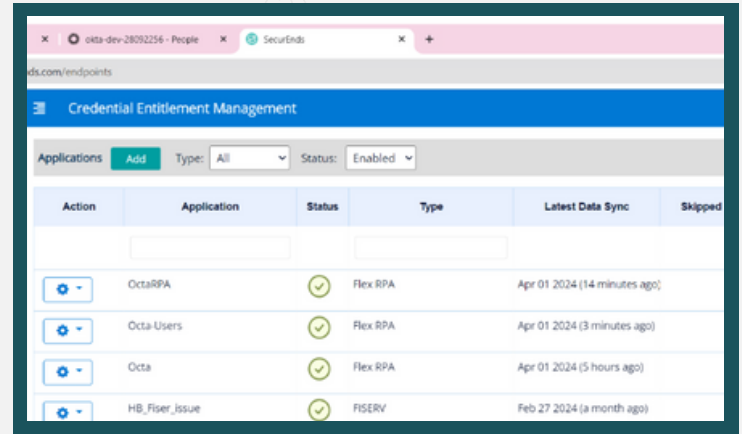 okta-dev-28092256 - People SecurEnds
ds.com/endpoints
Credential Entitlement Management
Applications Add Type: All Status: Enabled
Action Application Status Type Latest Data Sync Skipped
OctaRPA Flex RPA Apr 01 2024 (14 minutes ago)
Octa-Users Flex RPA Apr 01 2024 (3 minutes ago)
Octa Flex RPA Apr 01 2024 (5 hours ago)
HB_Fiser_issue FISERV Feb 27 2024 (a month ago)